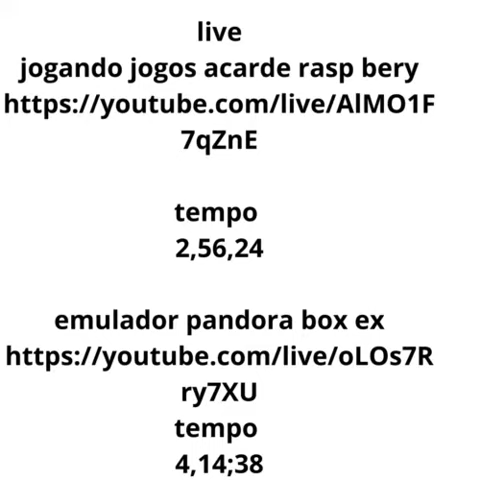 live
jogando jogos acarde rasp bery
https://youtube.com/live/AlMO1F
7qZnE
tempo
2,56,24
emulador pandora box ex
https://youtube.com/live/oLOs7R
ry7XU
tempo
4,14;38